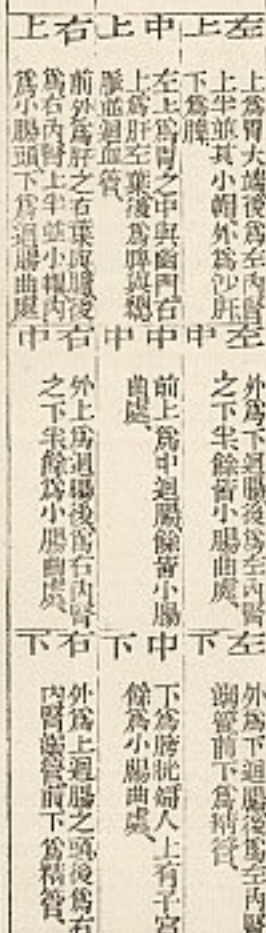 左上
上爲胃大端後爲左內腎
上半並其小帽外爲沙肝
下爲
中上
左上爲胃之中與幽門右
上爲肝左葉後爲脾與總
脈並迴血管、
右上
前外爲肝之右葉與膽後
爲右內腎上半並小帽內
爲小腸頭、下爲迴腸曲處
左中
外爲下迴腸後爲左內腎
之下半餘皆小腸曲處、
中中
前上爲中迴腸餘皆小腸
曲處、
右中
外上爲迴腸後爲右內腎
之下半餘爲小腸曲處、
左下
外爲下迴腸後爲左內腎
溺管前下爲精管、
中下
下爲膀胱婦人上有子宮
餘爲小腸曲處、
右下
外爲上迴腸之頭後爲右
內腎溺管前下爲精管、